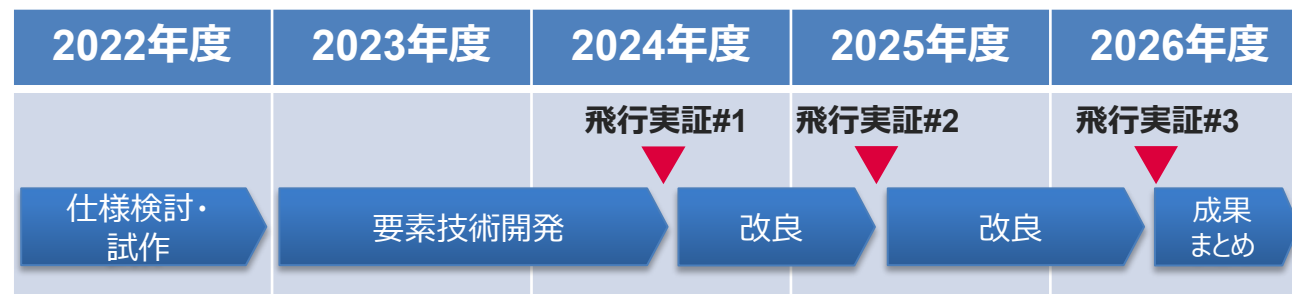 2022年度 2023年度 2024年度 2025年度 2026年度
飛行実証#1 飛行実証#2 飛行実証#3
仕様検討・
試作
要素技術開発
改良
改良
成果
まとめ